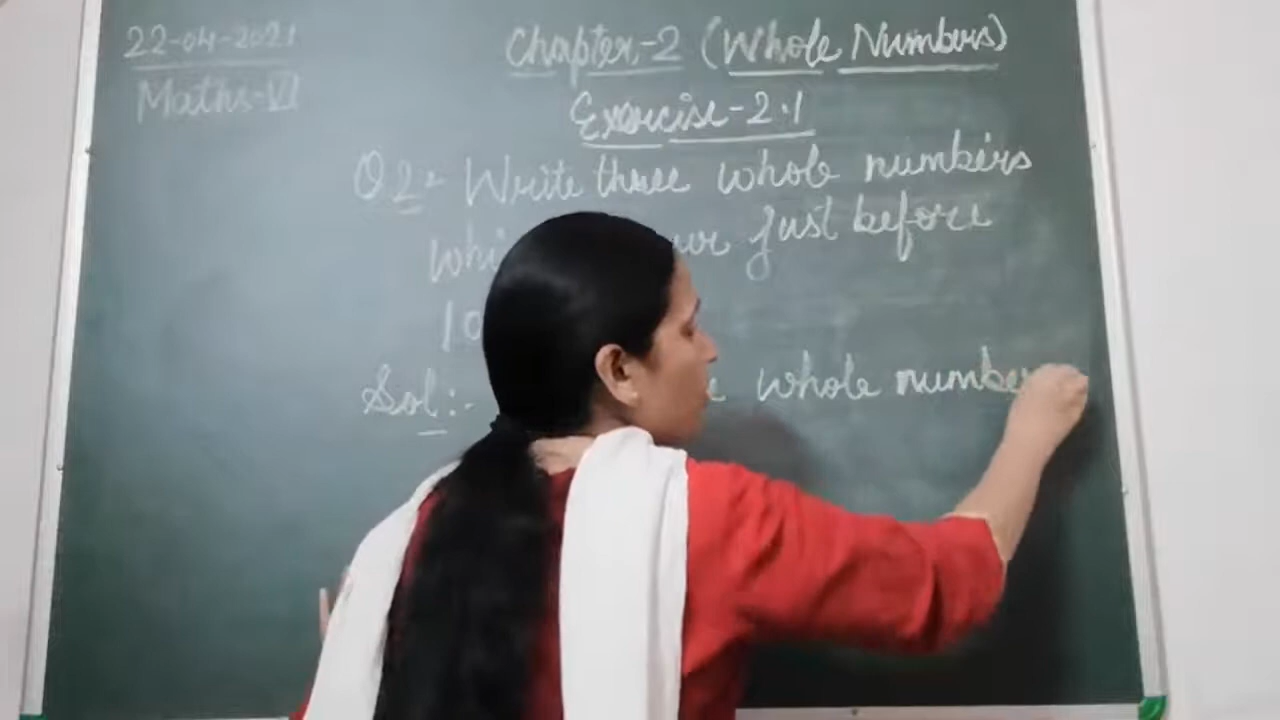 22-04-2021
Maths-VI
Chapter-2 (Whole Numbers)
Exercise-2.1
Q2:- Write three whole numbers
just before
Sol:- whole number